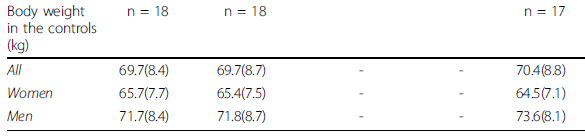 Body weight n = 18 n = 18 n = 17
in the controls
(kg)
All 69.7(8.4) 69.7(8.7) - - 70.4(8.8)
Women 65.7(7.7) 65.4(7.5) - - 64.5(7.1)
Men 71.7(8.4) 71.8(8.7) - - 73.6(8.1)